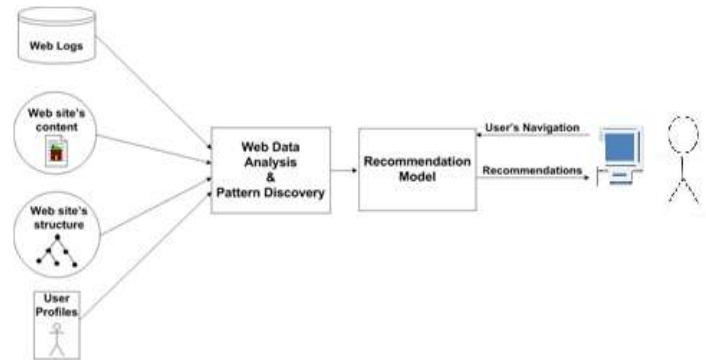 Web Logs
Web site's
content
Web site's
structure
User
Profiles
Web Data
Analysis
&
Pattern Discovery
Recommendation
Model
User's Navigation
Recommendations